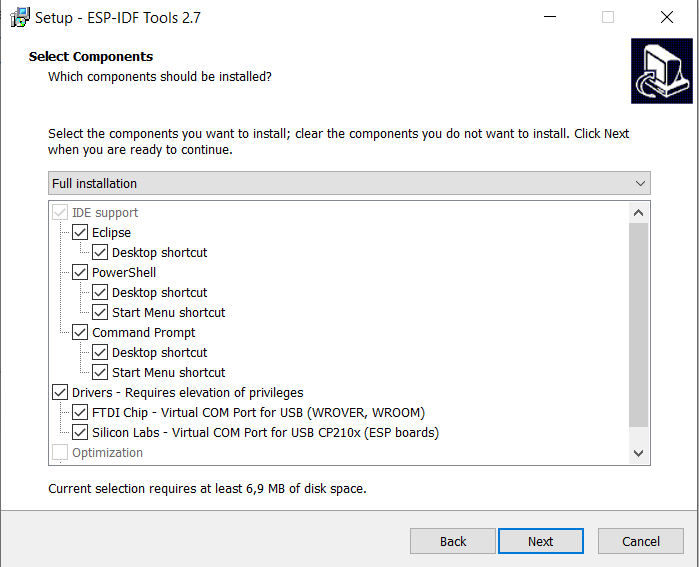 Setup - ESP-IDF Tools 2.7
Select Components
Which components should be installed?
Select the components you want to install; clear the components you do not want to install. Click Next
when you are ready to continue.
Full installation
IDE support
Eclipse
Desktop shortcut
PowerShell
Desktop shortcut
Start Menu shortcut
Command Prompt
Desktop shortcut
Start Menu shortcut
Drivers - Requires elevation of privileges
FTDI Chip - Virtual COM Port for USB (WROVER, WROOM)
Silicon Labs - Virtual COM Port for USB CP210x (ESP boards)
Optimization
Current selection requires at least 6,9 MB of disk space.
Back
Next
Cancel